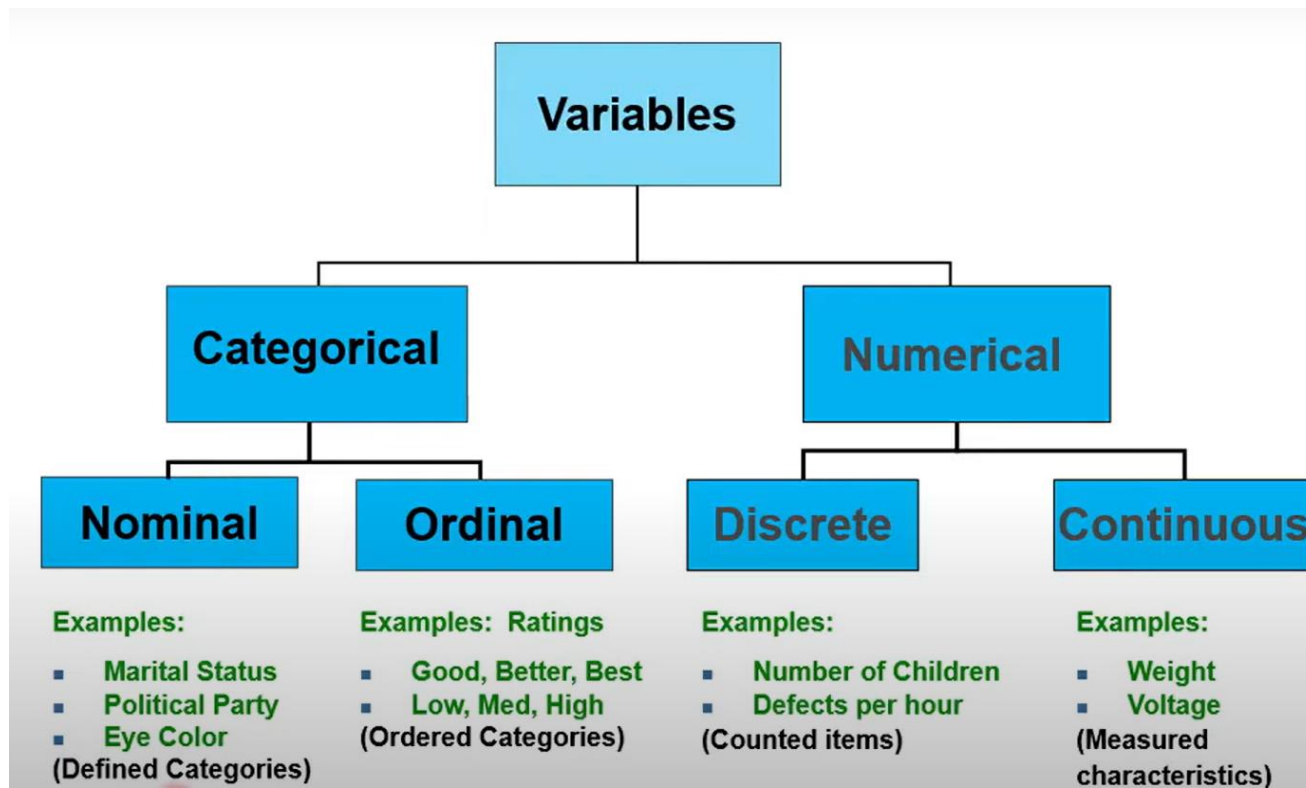 Variables
Categorical
Numerical
Nominal
Ordinal
Discrete
Continuous
Examples:
Marital Status
Political Party
Eye Color
(Defined Categories)
Examples: Ratings
Good, Better, Best
Low, Med, High
(Ordered Categories)
Examples:
Number of Children
Defects per hour
(Counted items)
Examples:
Weight
Voltage
(Measured
characteristics)